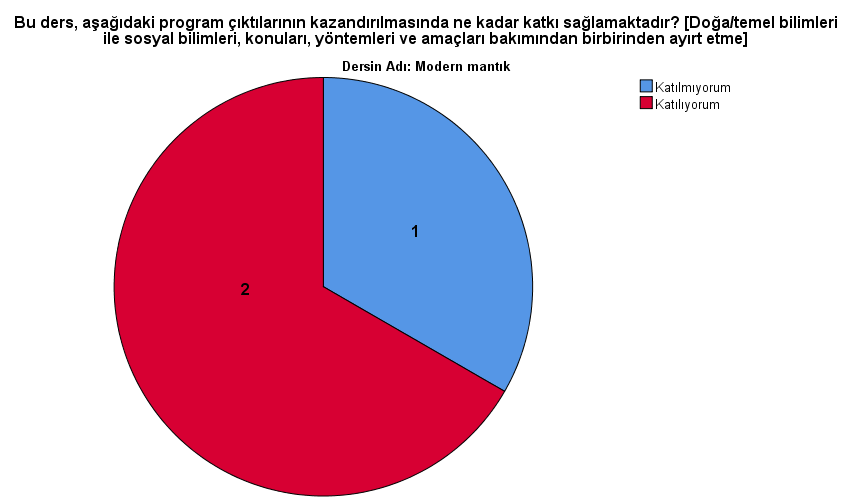 Bu ders, aşağıdaki program çıktılarının kazandırılmasında ne kadar katkı sağlamaktadır? [Doğa/temel bilimleri
ile sosyal bilimleri, konuları, yöntemleri ve amaçları bakımından birbirinden ayırt etme]
Dersin Adı: Modern mantık
Katılmıyorum
Katılıyorum
1
2